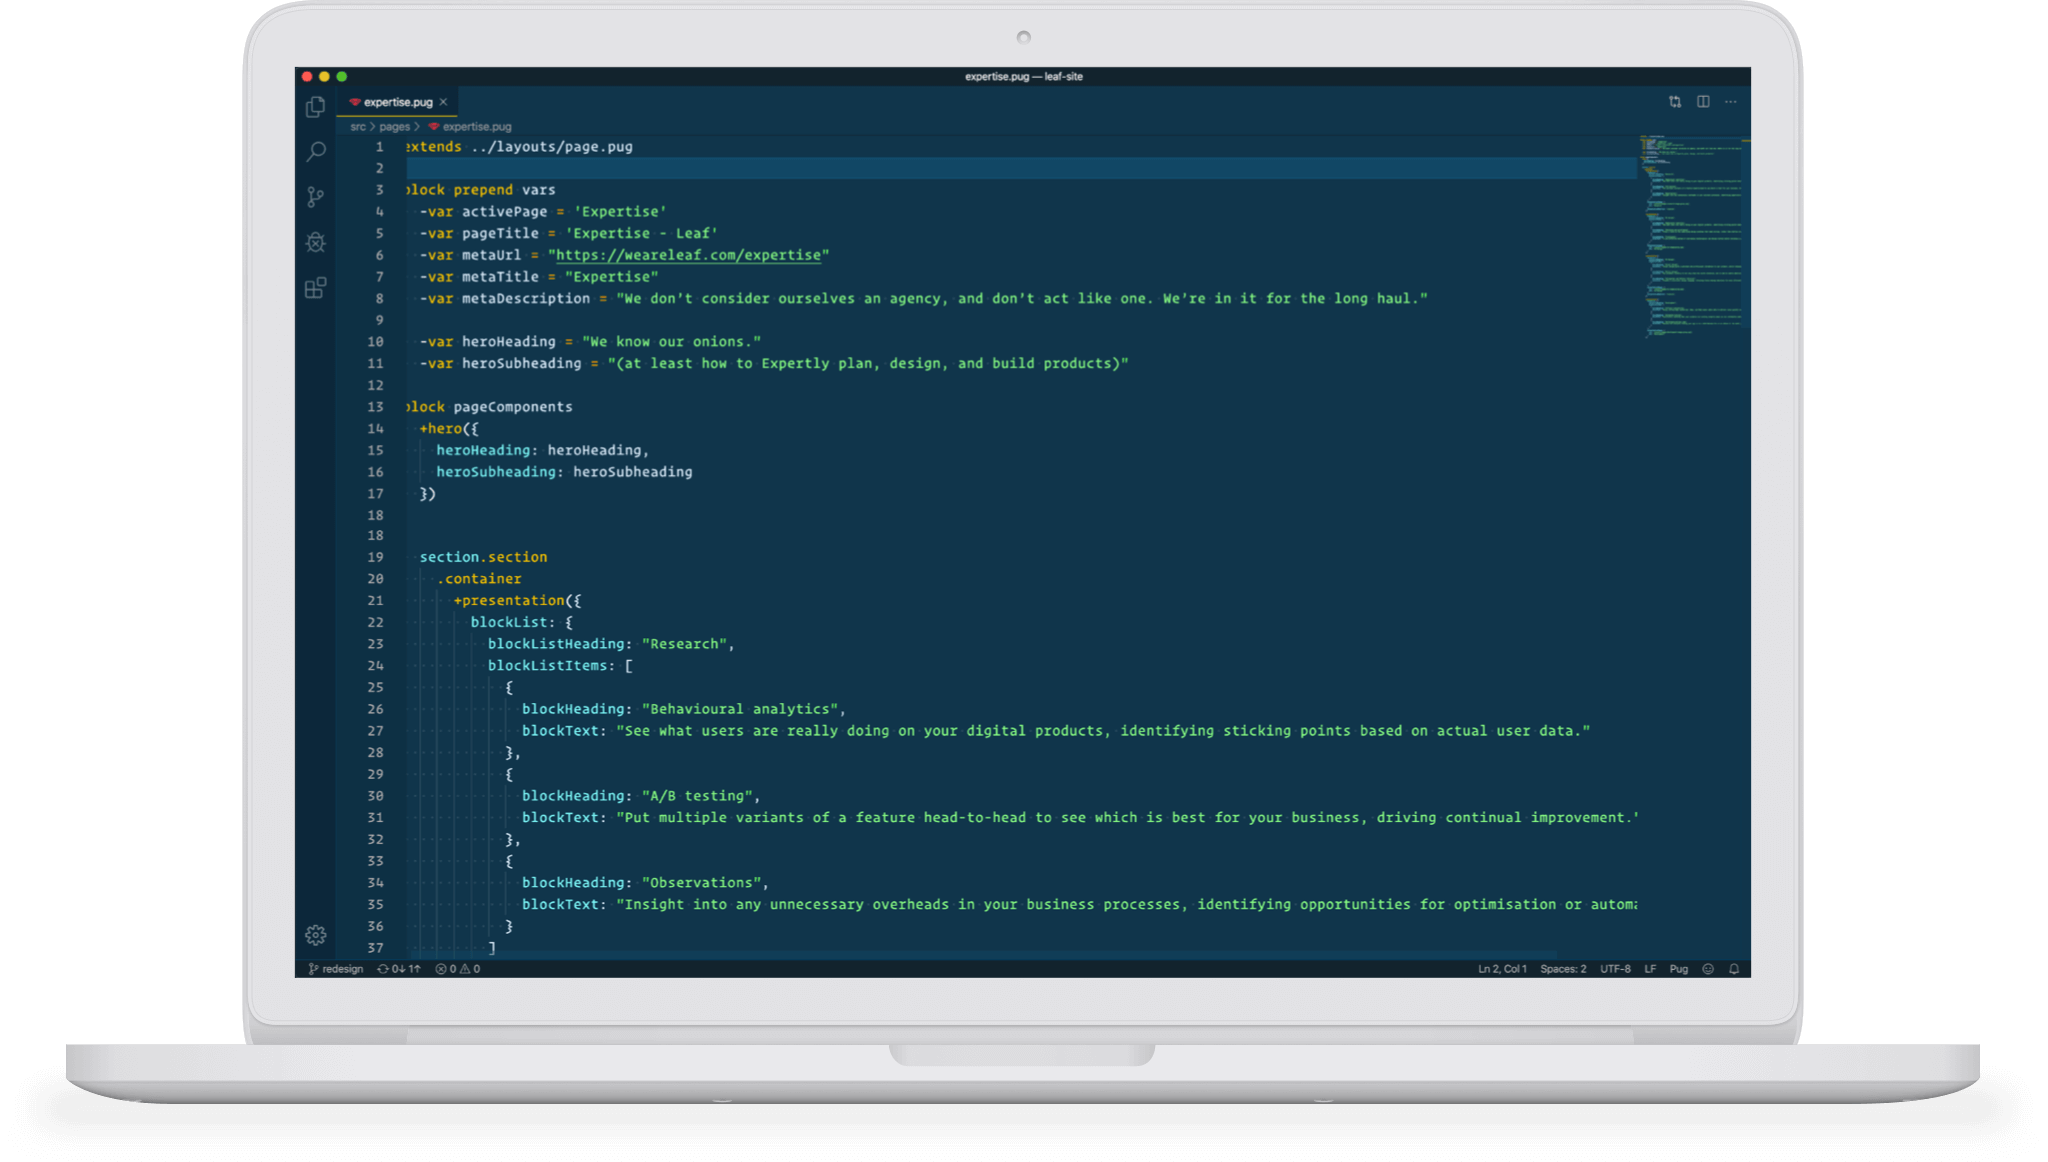 expertise.pug — leaf-site
expertise.pug ×
src > pages > expertise.pug
1 extends ../layouts/page.pug
2
3 block prepend vars
4 -var activePage = 'Expertise'
5 -var pageTitle = 'Expertise - Leaf'
6 -var metaUrl = "https://weareleaf.com/expertise"
7 -var metaTitle = "Expertise"
8 -var metaDescription = "We don't consider ourselves an agency, and don't act like one. We're in it for the long haul."
9
10 -var heroHeading = "We know our onions."
11 -var heroSubheading = "(at least how to Expertly plan, design, and build products)"
12
13 block pageComponents
14 +hero({
15 heroHeading: heroHeading,
16 heroSubheading: heroSubheading
17 })
18
18
19 section.section
20 .container
21 +presentation({
22 blockList: {
23 blockListHeading: "Research",
24 blockListItems: [
25 {
26 blockHeading: "Behavioural analytics",
27 blockText: "See what users are really doing on your digital products, identifying sticking points based on actual user data."
28 },
29 {
30 blockHeading: "A/B testing",
31 blockText: "Put multiple variants of a feature head-to-head to see which is best for your business, driving continual improvement."
32 },
33 {
34 blockHeading: "Observations",
35 blockText: "Insight into any unnecessary overheads in your business processes, identifying opportunities for optimisation or autom
36 }
37 ]
redesign 0↓ 1↑ 0 0 Ln 2, Col 1 Spaces: 2 UTF-8 LF Pug